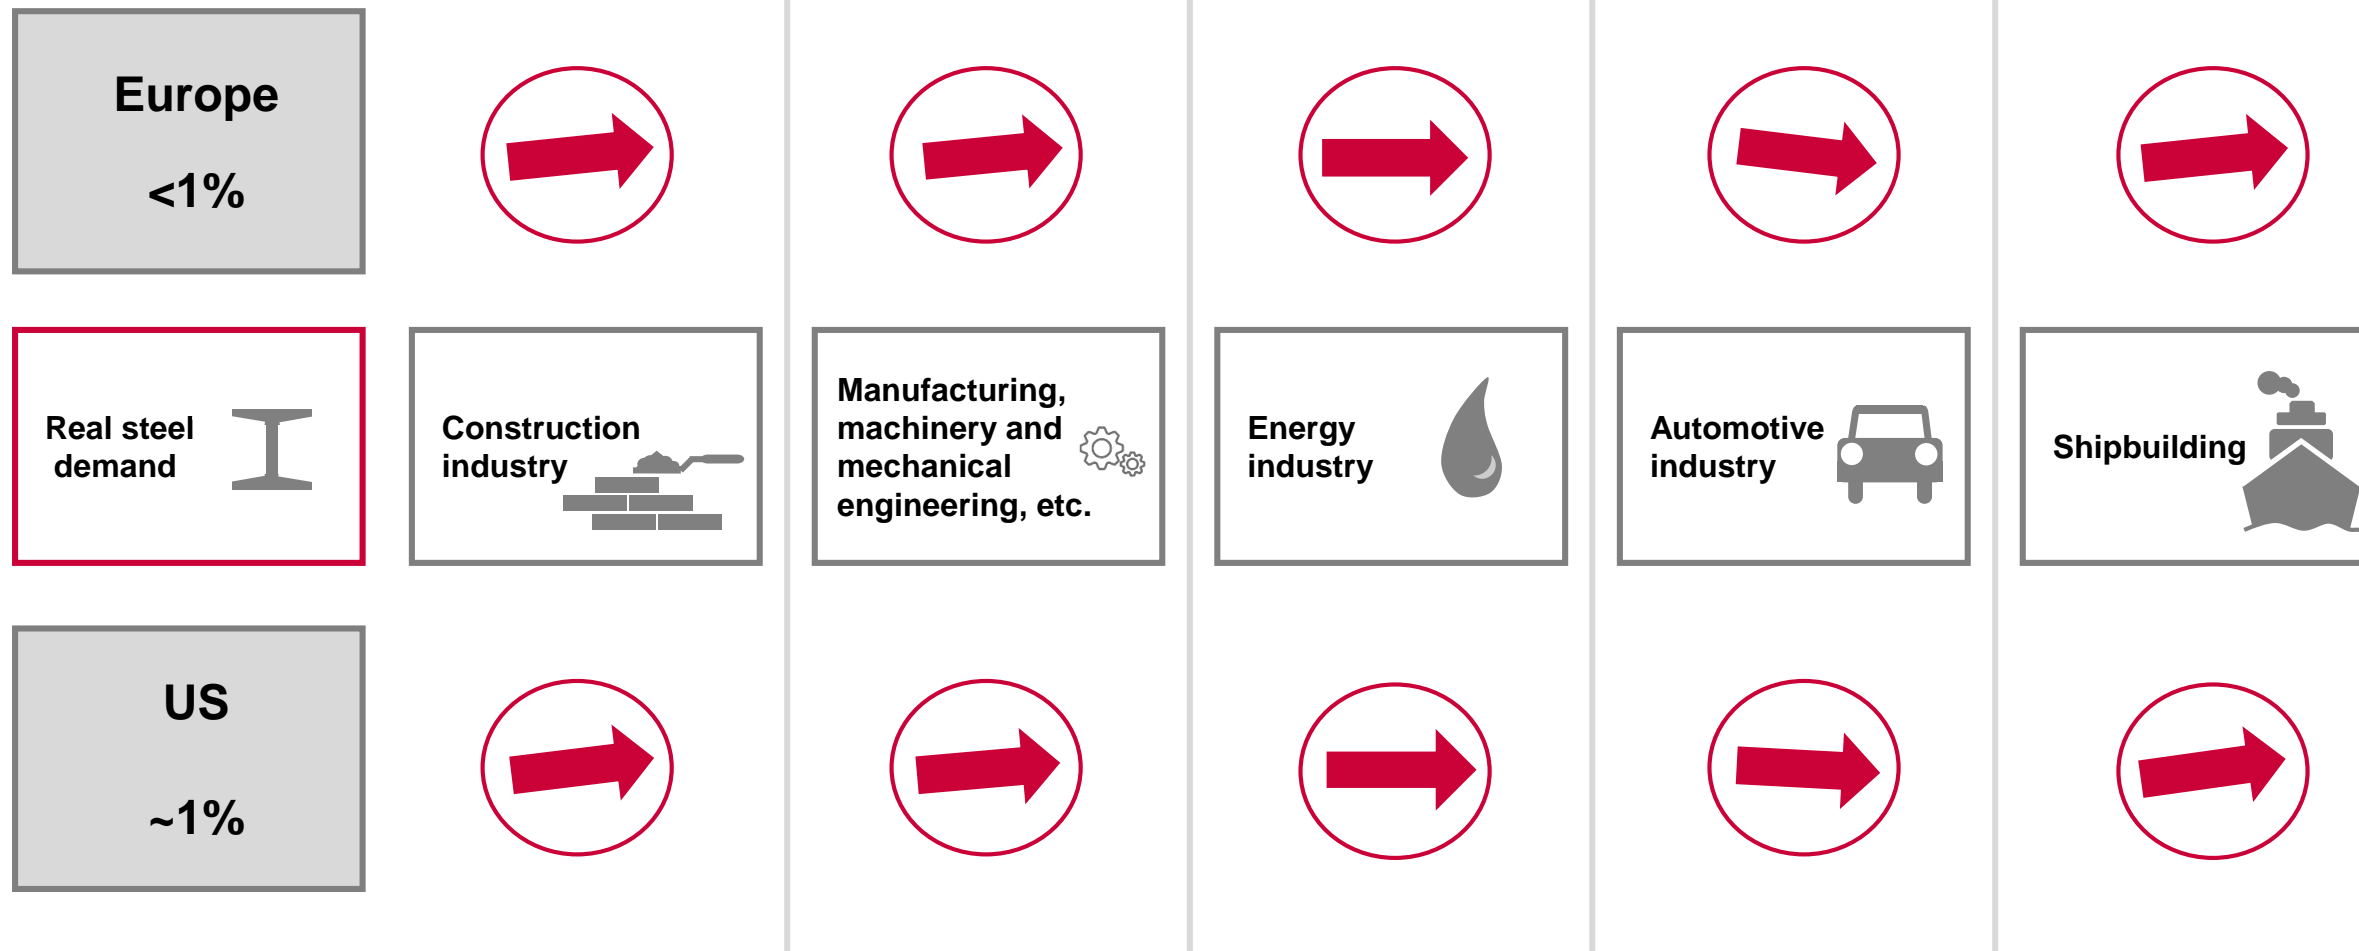 Europe
<1%
Real steel
demand
Construction
industry
Manufacturing,
machinery and
mechanical
engineering, etc.
Energy
industry
Automotive
industry
Shipbuilding
US
~1%